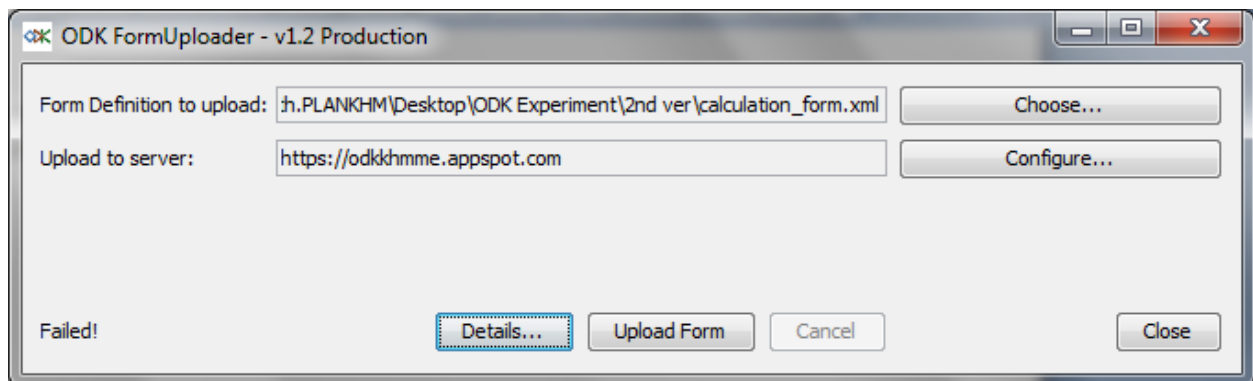 ODK FormUploader - v1.2 Production
Form Definition to upload: :h.PLANKHM\Desktop\ODK Experiment\2nd ver\calculation_form.xml Choose...
Upload to server: https://odkkhmme.appspot.com Configure...
Failed! Details... Upload Form Cancel Close